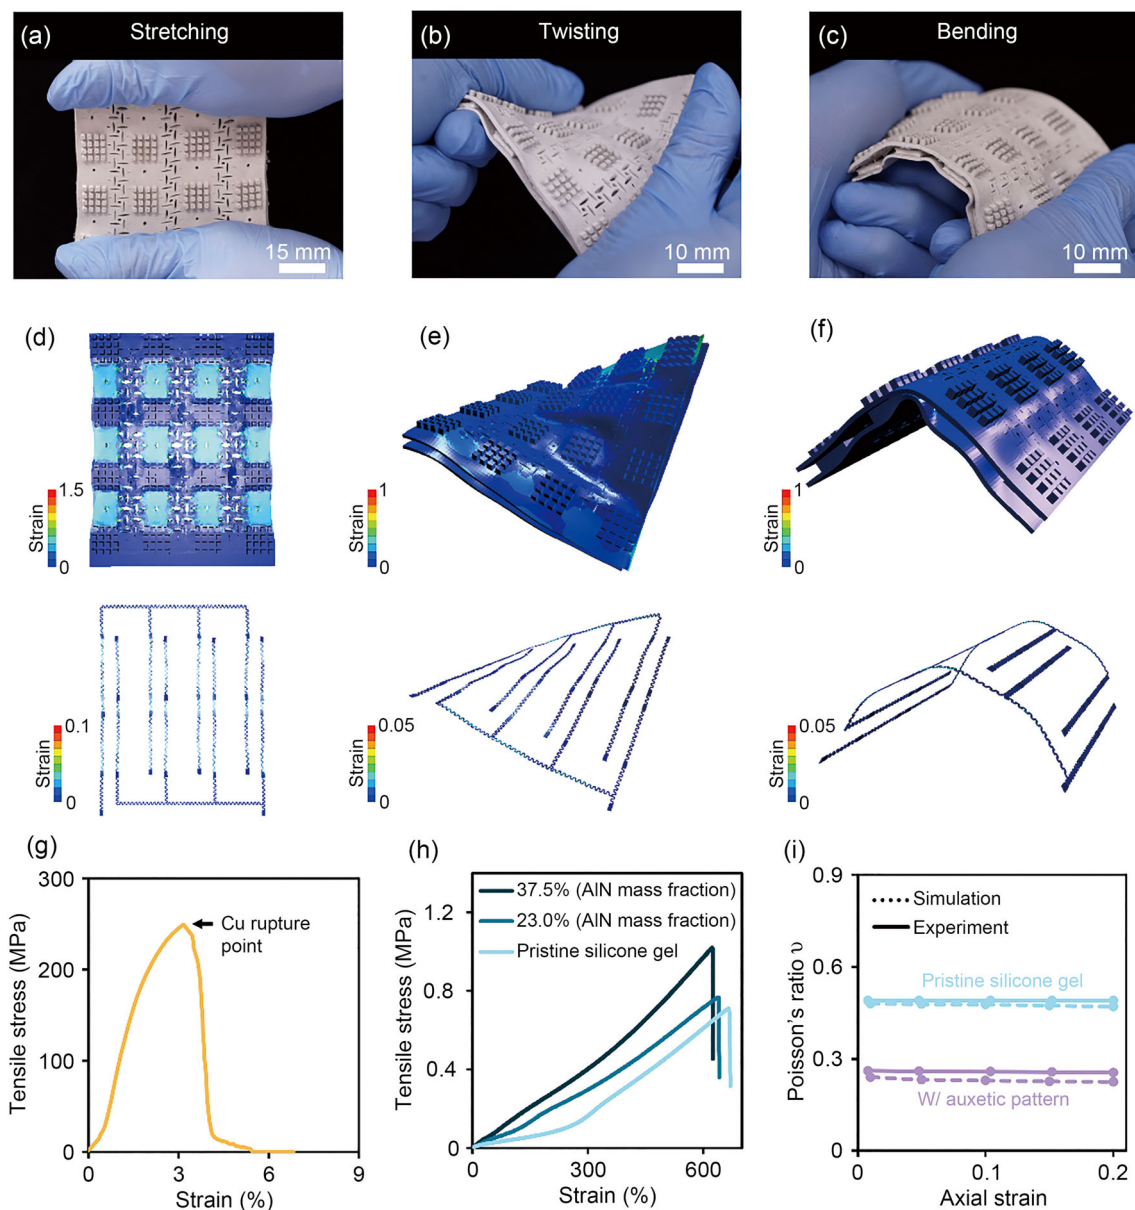 (a) Stretching
15 mm
(b) Twisting
10 mm
(c) Bending
10 mm
(d)
1.5
Strain
0
(e)
1
Strain
0
(f)
1
Strain
0
0.1
Strain
0
0.05
Strain
0
0.05
Strain
0
(g)
Tensile stress (MPa)
300
200
100
0
Cu rupture
point
0 3 6 9
Strain (%)
(h)
Tensile stress (MPa)
1.2
0.8
0.4
0
37.5% (AlN mass fraction)
23.0% (AlN mass fraction)
Pristine silicone gel
0 300 600
Strain (%)
(i)
Poisson's ratio υ
0.9
0.6
0.3
0
Simulation
Experiment
Pristine silicone gel
W/ auxetic pattern
0 0.1 0.2
Axial strain